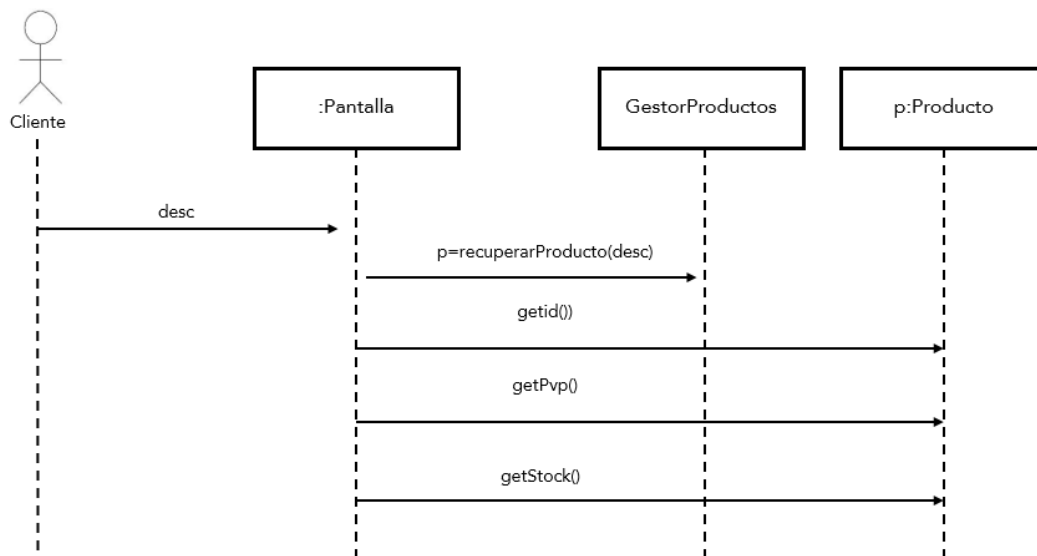 Cliente
:Pantalla
GestorProductos
p:Producto
desc
p=recuperarProducto(desc)
getid())
getPvp()
getStock()